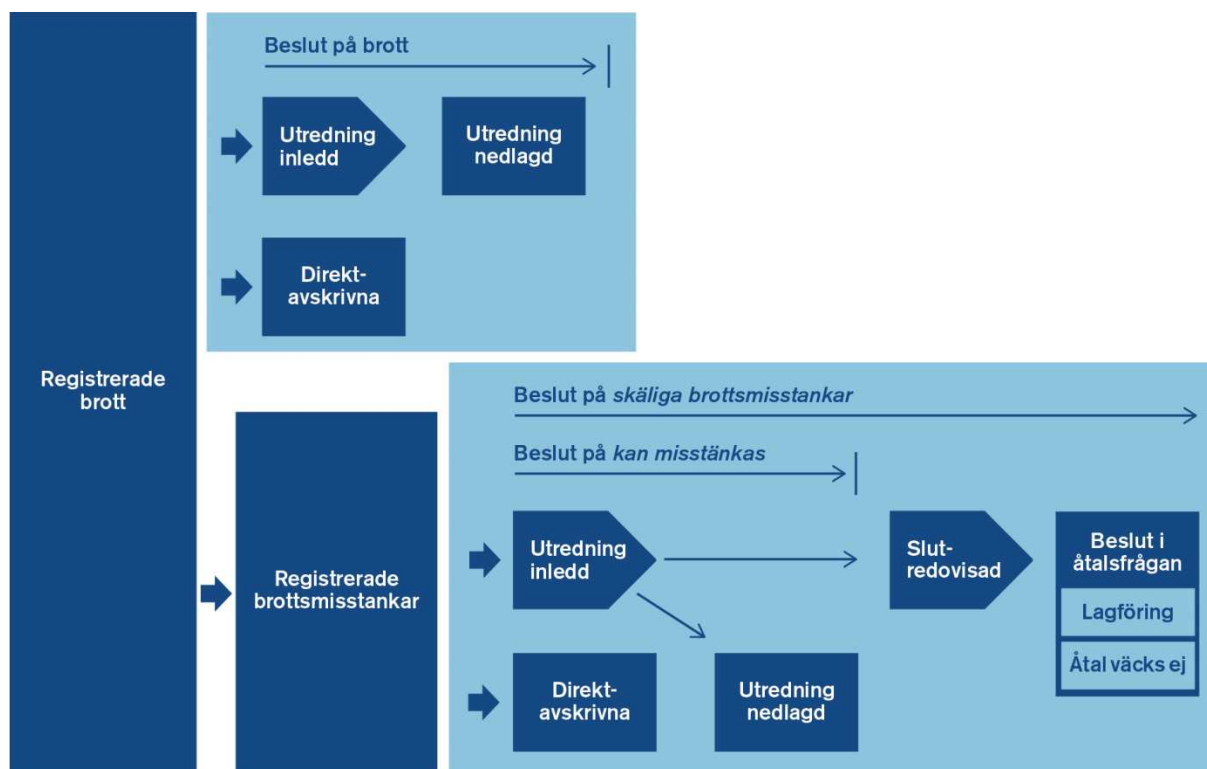 Beslut på brott
Utredning
inledd
Utredning
nedlagd
Direkt-
avskrivna
Registrerade
brott
Beslut på skäliga brottsmisstankar
Beslut på kan misstänkas
Registrerade
brottsmisstankar
Utredning
inledd
Slut-
redovisad
Beslut i
åtalsfrågan
Lagföring
Åtal väcks ej
Direkt-
avskrivna
Utredning
nedlagd